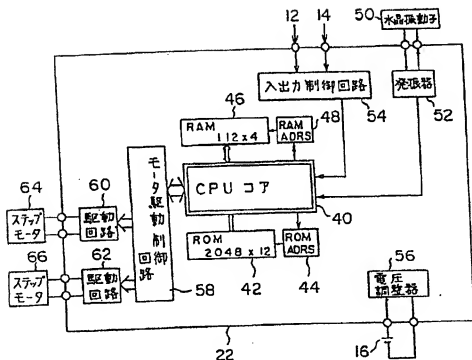 12 14 50 水晶振動子
入出力制御回路
54
発振器
52
46
RAM
112×4
RAM
ADRS
48
CPUコア
40
モータ駆動制御
回路
58
64
ステップ
モータ
60
駆動
回路
66
ステップ
モータ
62
駆動
回路
ROM
2048×12
42
ROM
ADRS
44
56
電圧
調整器
22
16